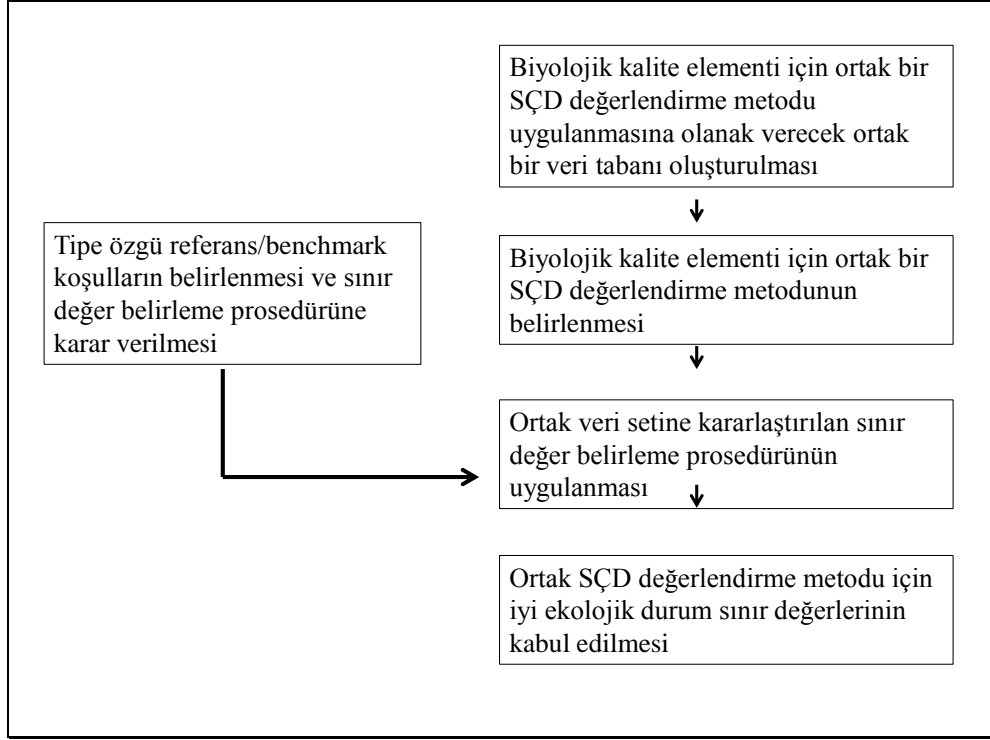 Biyolojik kalite elementi için ortak bir
SÇD değerlendirme metodu
uygulanmasına olanak verecek ortak
bir veri tabanı oluşturulması
Tipe özgü referans/benchmark
koşulların belirlenmesi ve sınır
değer belirleme prosedürüne
karar verilmesi
Biyolojik kalite elementi için ortak bir
SÇD değerlendirme metodunun
belirlenmesi
Ortak veri setine kararlaştırılan sınır
değer belirleme prosedürünün
uygulanması
Ortak SÇD değerlendirme metodu için
iyi ekolojik durum sınır değerlerinin
kabul edilmesi